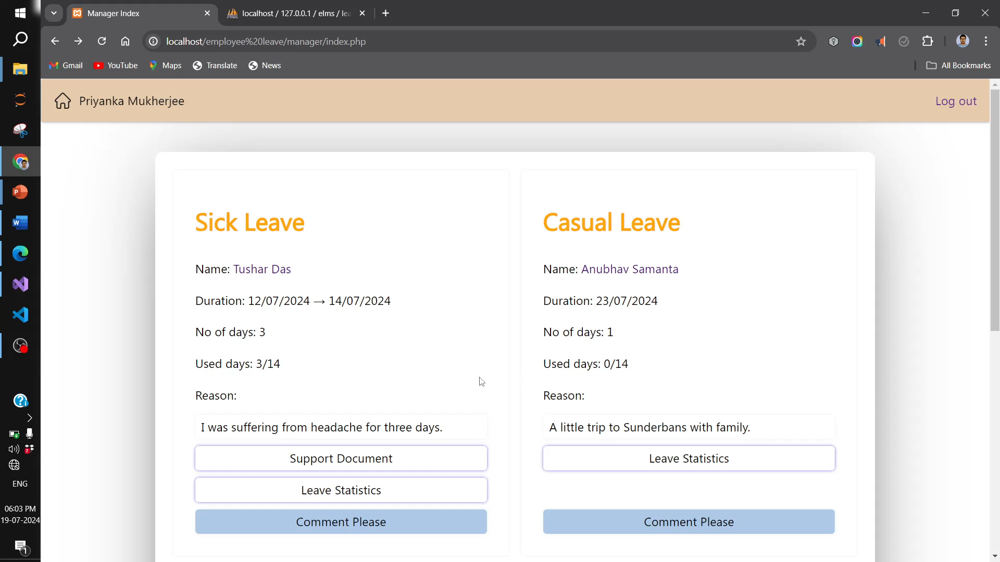 Manager Index
localhost / 127.0.0.1 / elms / lea
localhost/employee%20leave/manager/index.php
Gmail
YouTube
Maps
Translate
News
All Bookmarks
Priyanka Mukherjee
Log out
Sick Leave
Name: Tushar Das
Duration: 12/07/2024 → 14/07/2024
No of days: 3
Used days: 3/14
Reason:
I was suffering from headache for three days.
Support Document
Leave Statistics
Comment Please
Casual Leave
Name: Anubhav Samanta
Duration: 23/07/2024
No of days: 1
Used days: 0/14
Reason:
A little trip to Sunderbans with family.
Leave Statistics
Comment Please
ENG
06:03 PM
19-07-2024
1